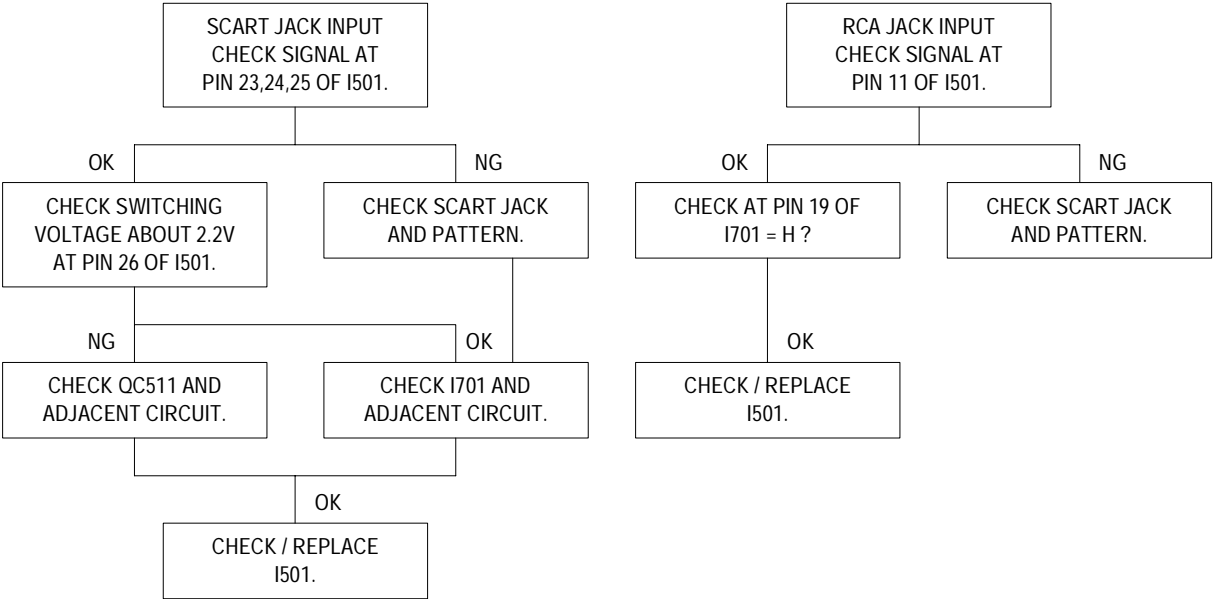 SCART JACK INPUT
CHECK SIGNAL AT
PIN 23,24,25 OF I501.
RCA JACK INPUT
CHECK SIGNAL AT
PIN 11 OF I501.
OK
NG
OK
NG
CHECK SWITCHING
VOLTAGE ABOUT 2.2V
AT PIN 26 OF I501.
CHECK SCART JACK
AND PATTERN.
CHECK AT PIN 19 OF
I701 = H ?
CHECK SCART JACK
AND PATTERN.
NG
OK
OK
CHECK QC511 AND
ADJACENT CIRCUIT.
CHECK I701 AND
ADJACENT CIRCUIT.
CHECK / REPLACE
I501.
OK
CHECK / REPLACE
I501.